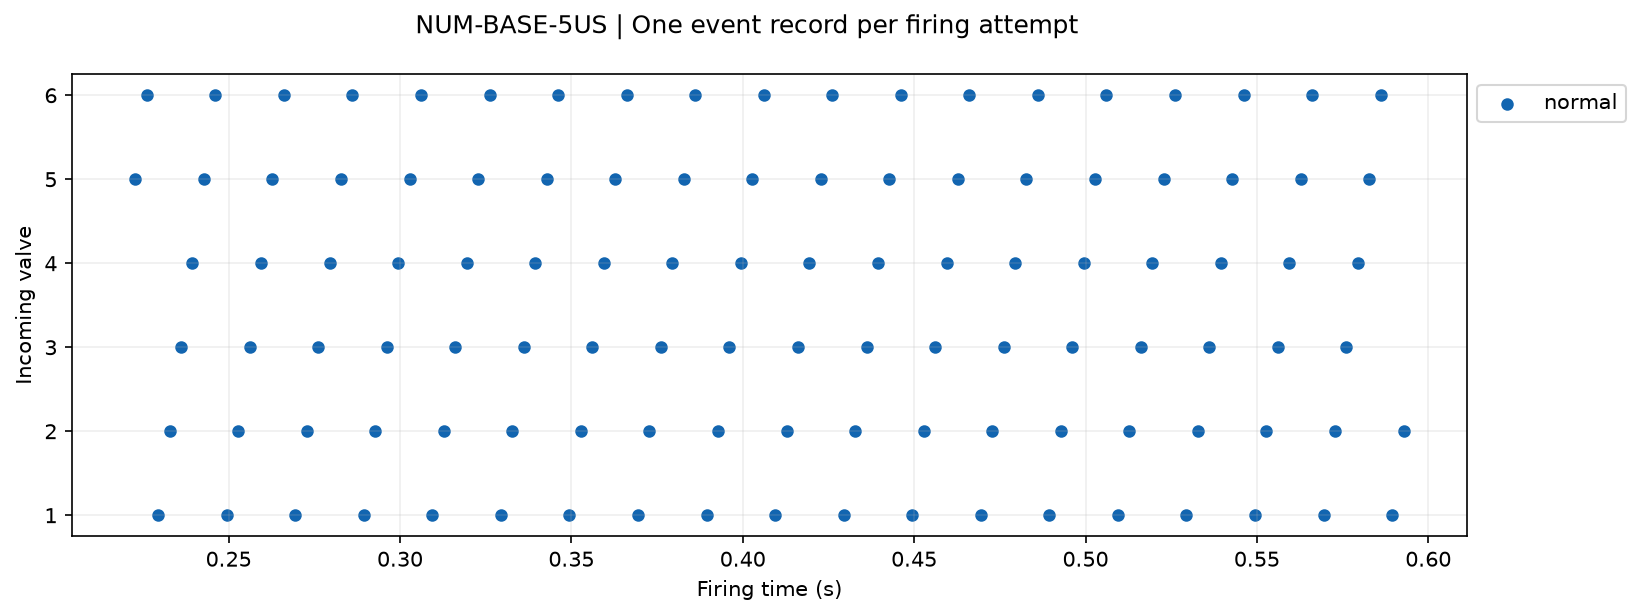 NUM-BASE-5US | One event record per firing attempt
normal
Incoming valve
6
5
4
3
2
1
0.25 0.30 0.35 0.40 0.45 0.50 0.55 0.60
Firing time (s)